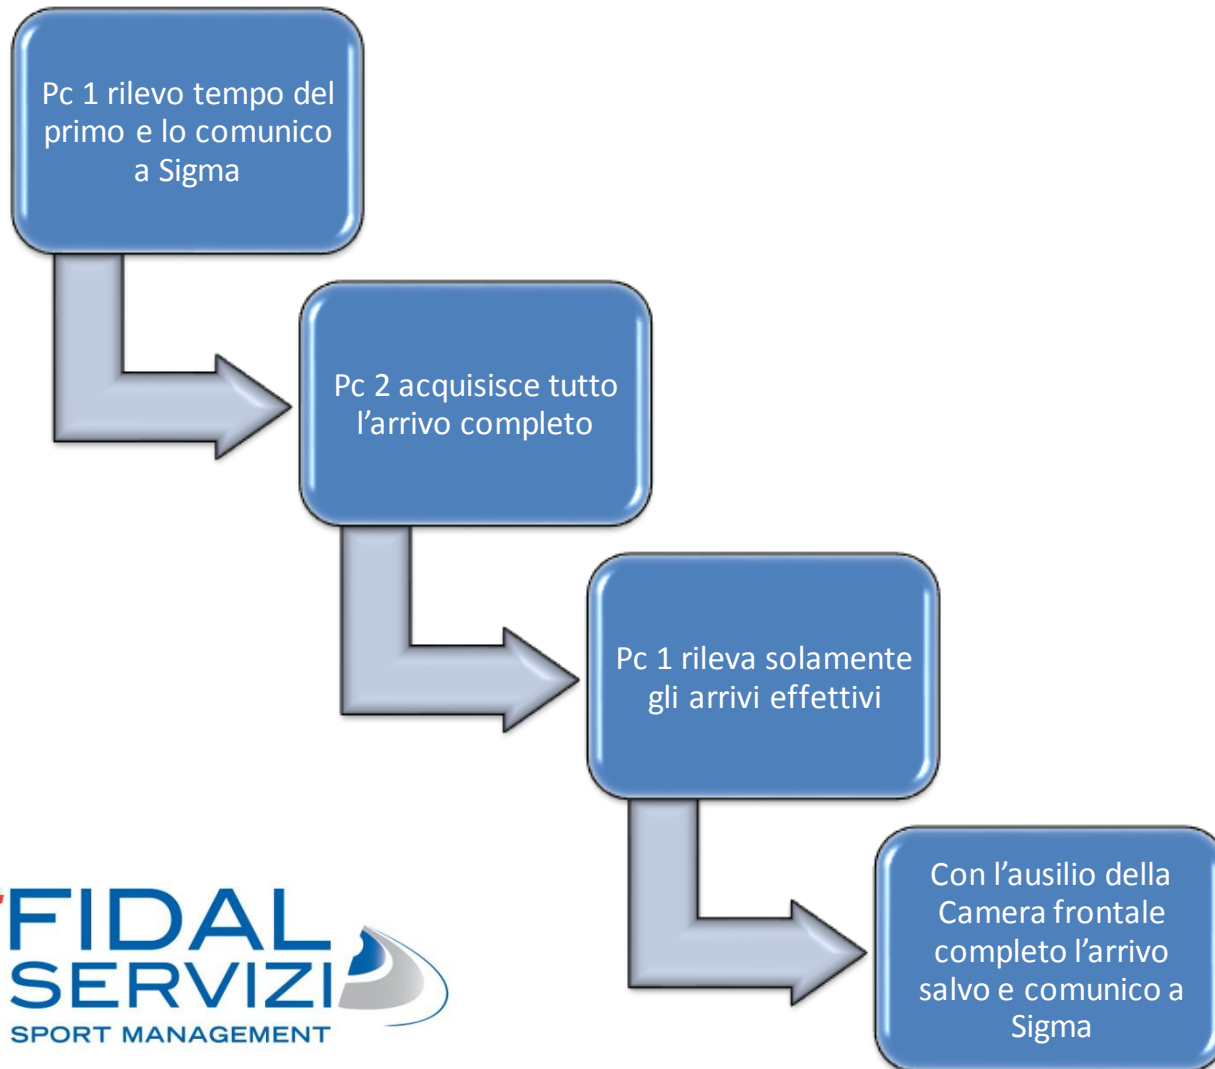 Pc 1 rilevo tempo del
primo e lo comunico
a Sigma
Pc 2 acquisisce tutto
l’arrivo completo
Pc 1 rileva solamente
gli arrivi effettivi
Con l’ausilio della
Camera frontale
completo l’arrivo
salvo e comunico a
Sigma
FIDAL
SERVIZI
SPORT MANAGEMENT